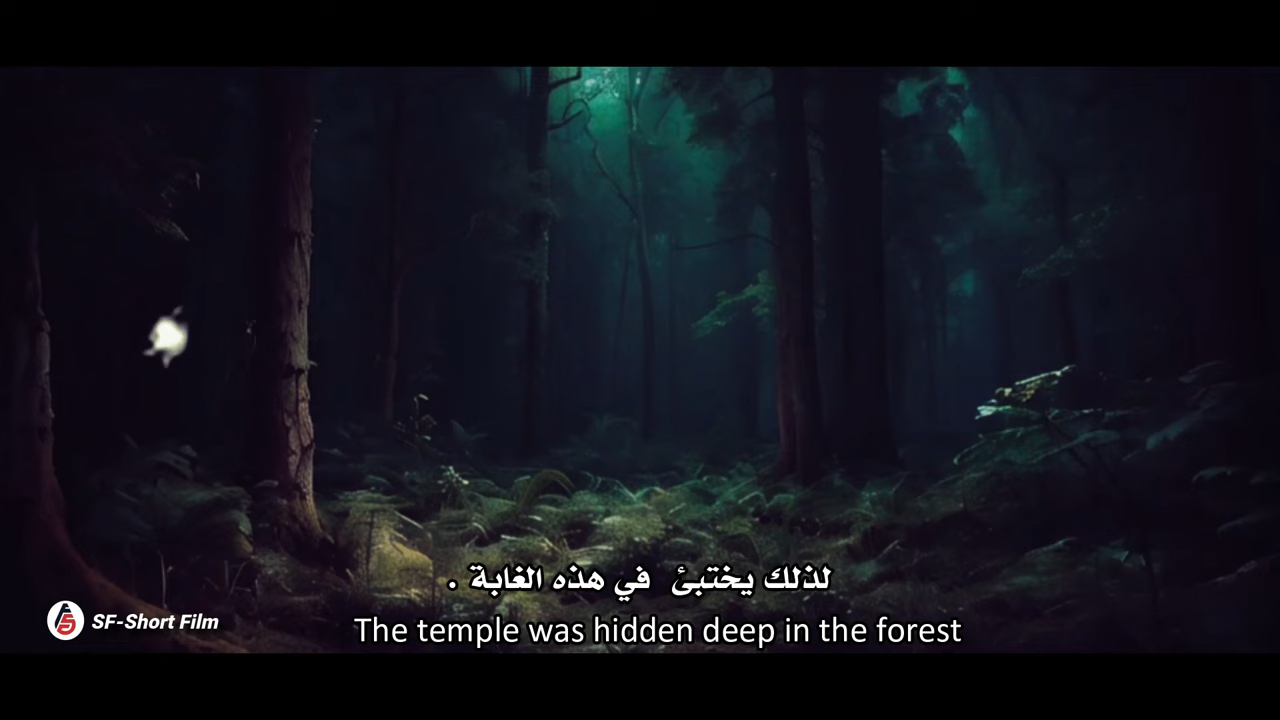 لذلك يختبئ في هذه الغابة .
The temple was hidden deep in the forest
SF-Short Film